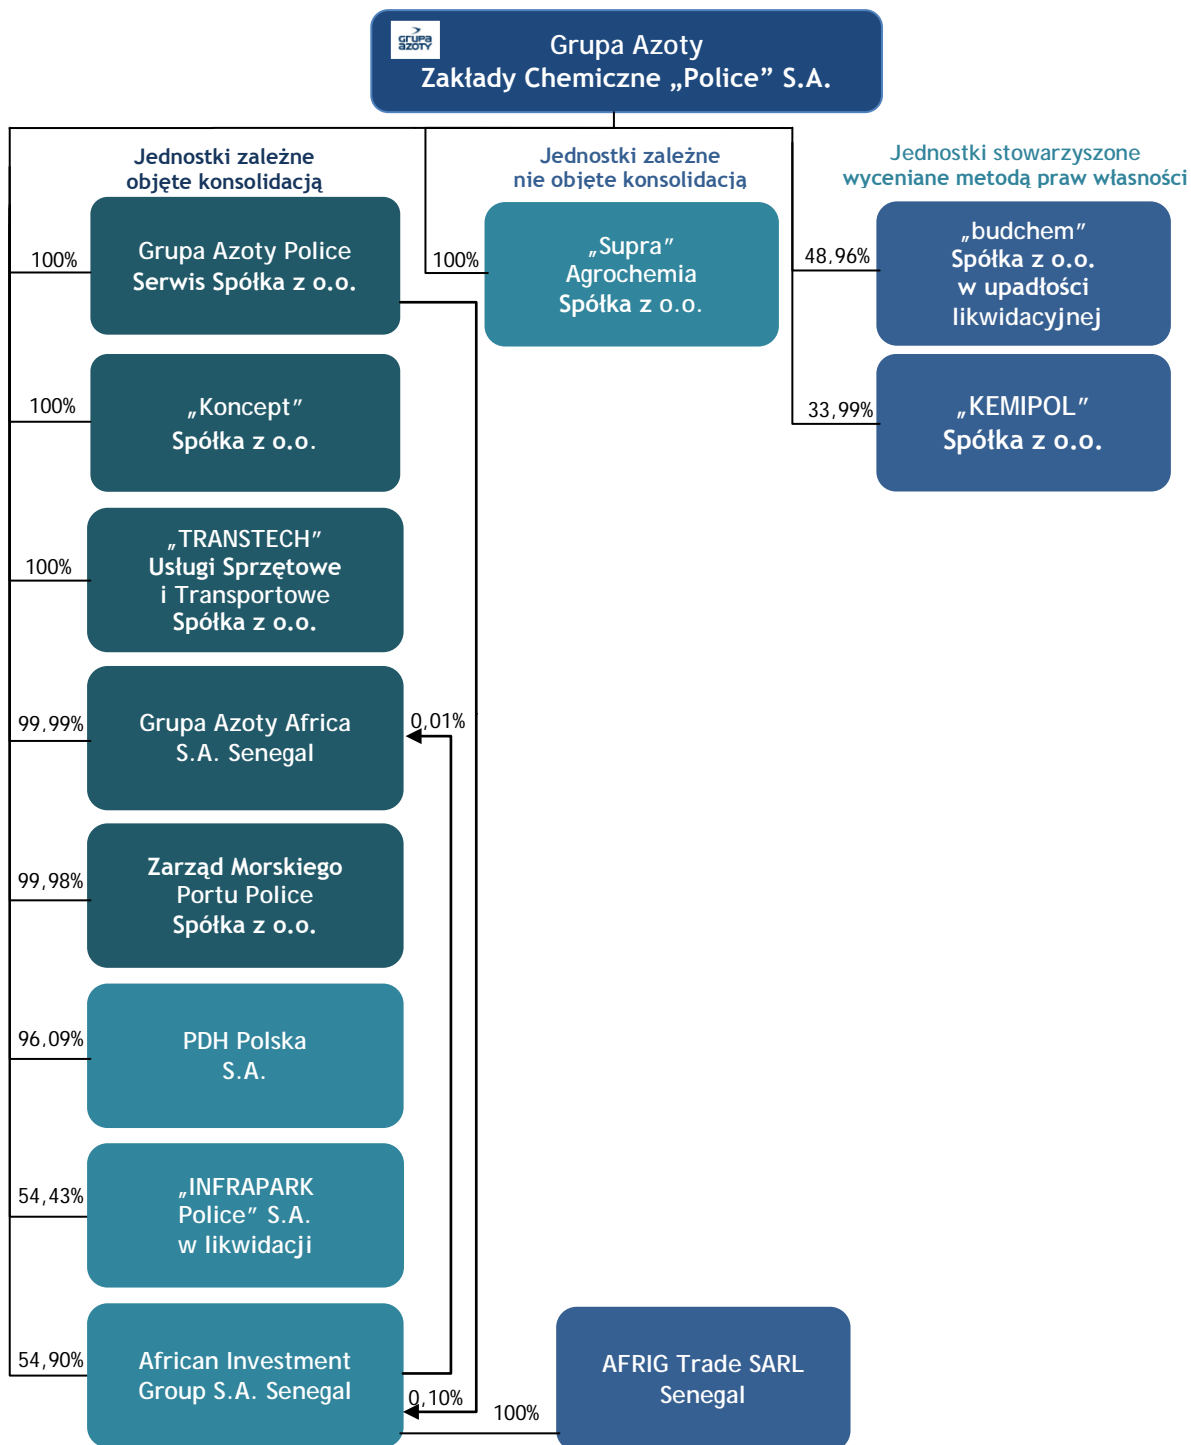 GRUPA
AZOTY
Grupa Azoty
Zakłady Chemiczne „Police” S.A.
Jednostki zależne
objęte konsolidacją
Jednostki zależne
nie objęte konsolidacją
Jednostki stowarzyszone
wyceniane metodą praw własności
100%
Grupa Azoty Police
Serwis Spółka z o.o.
100%
„Supra”
Agrochemia
Spółka z o.o.
48,96%
„budchem”
Spółka z o.o.
w upadłości
likwidacyjnej
100%
„Koncept”
Spółka z o.o.
33,99%
„KEMIPOL”
Spółka z o.o.
100%
„TRANSTECH”
Usługi Sprzętowe
i Transportowe
Spółka z o.o.
99,99%
Grupa Azoty Africa
S.A. Senegal
0,01%
99,98%
Zarząd Morskiego
Portu Police
Spółka z o.o.
96,09%
PDH Polska
S.A.
54,43%
„INFRAPARK
Police” S.A.
w likwidacji
54,90%
African Investment
Group S.A. Senegal
0,10%
100%
AFRIG Trade SARL
Senegal